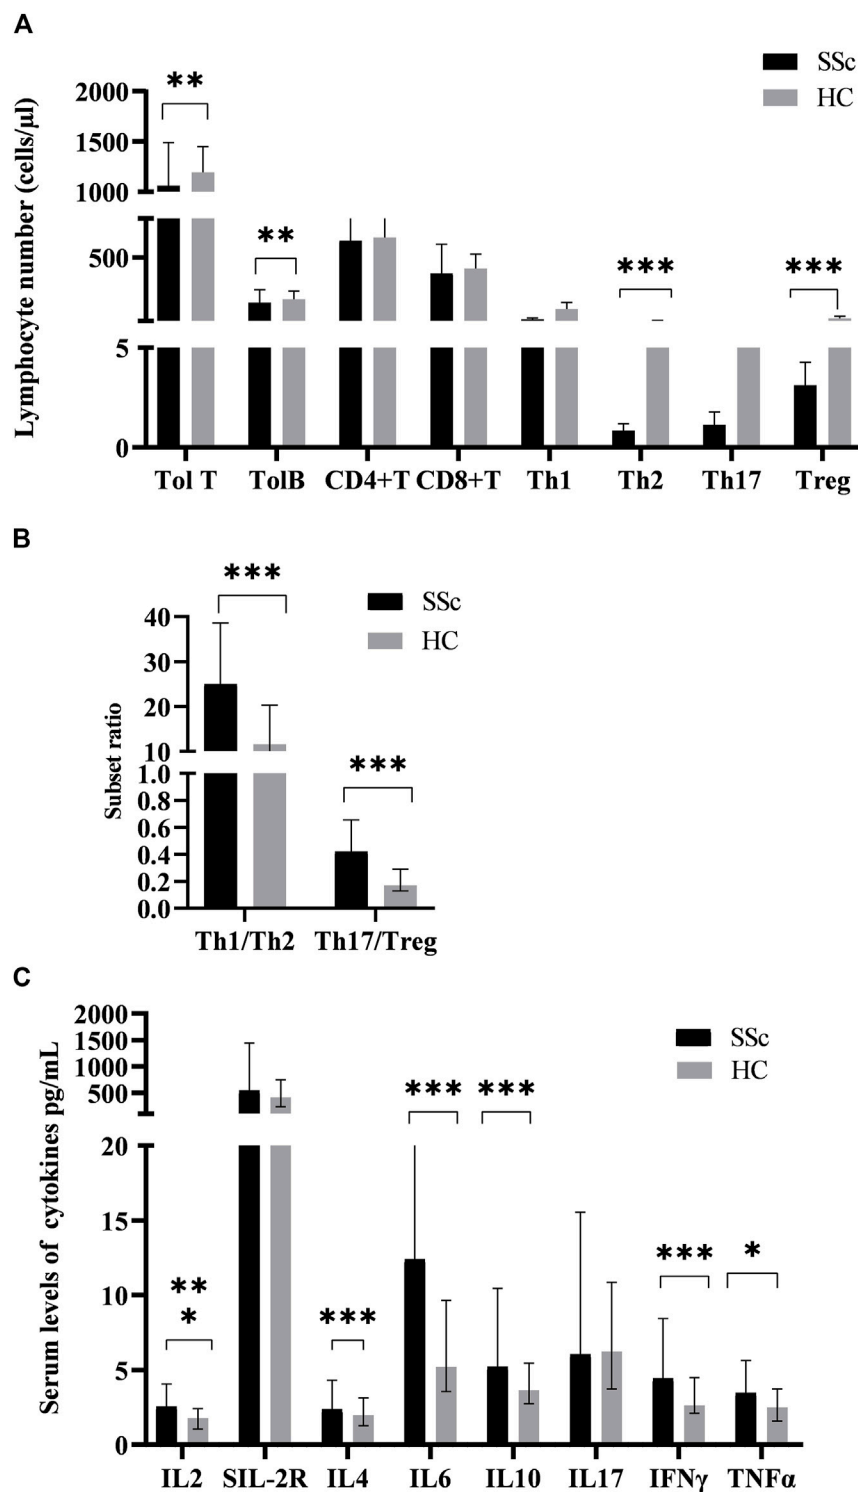 A
SSc
HC
Lymphocyte number (cells/μl)
2000
1500
1000
500
5
0
**
**
***
***
Tol T TolB CD4+T CD8+T Th1 Th2 Th17 Treg
B
SSc
HC
Subset ratio
40
30
20
10
1.0
0.8
0.6
0.4
0.2
0.0
***
***
Th1/Th2 Th17/Treg
C
SSc
HC
Serum levels of cytokines pg/mL
2000
1500
1000
500
20
15
10
5
0
**
*
***
***
***
***
*
IL2 SIL-2R IL4 IL6 IL10 IL17 IFNγ TNFα